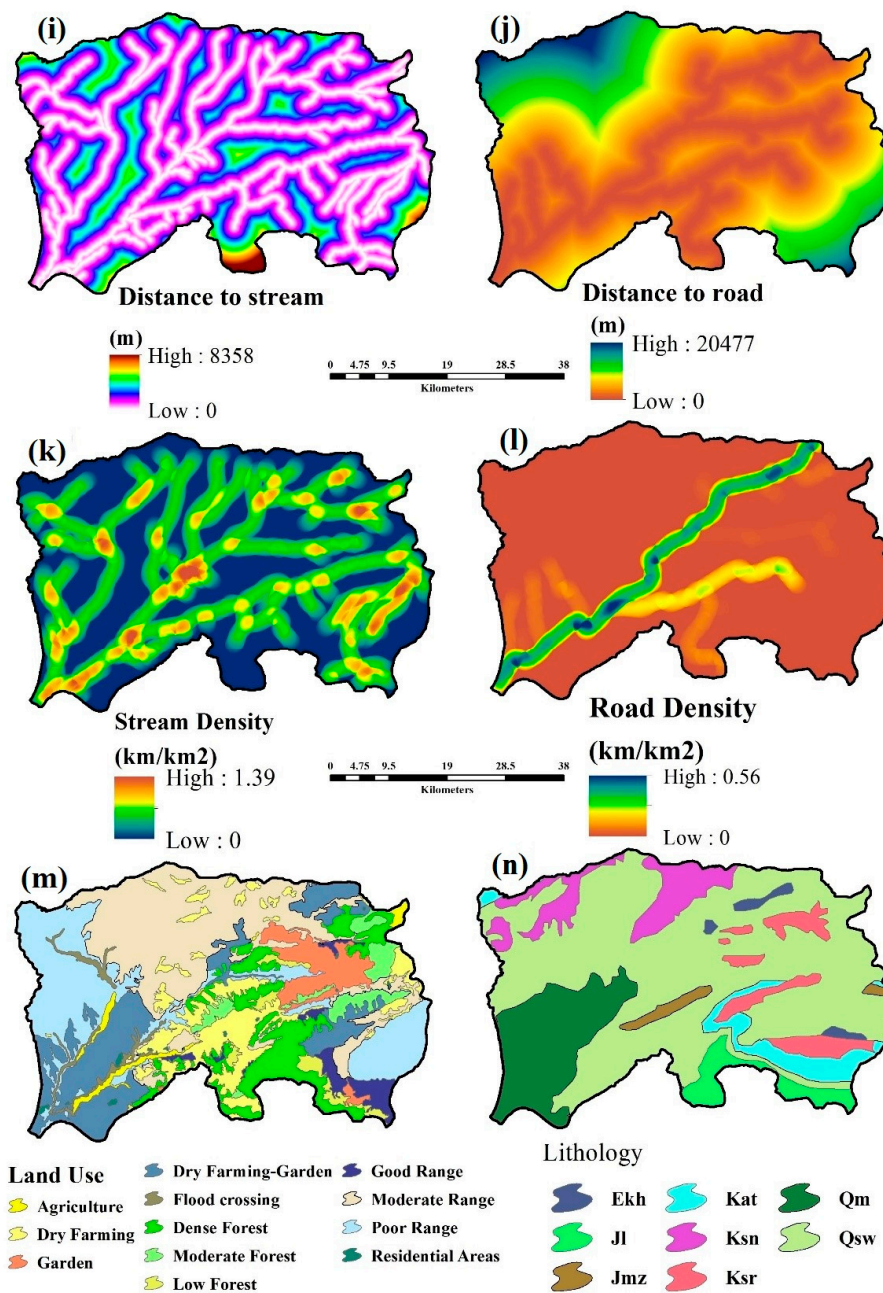 (i)
(j)
Distance to stream
Distance to road
(m)
High : 8358
Low : 0
0 4.75 9.5 19 28.5 38
Kilometers
(m)
High : 20477
Low : 0
(k)
(l)
Stream Density
Road Density
(km/km2)
High : 1.39
Low : 0
0 4.75 9.5 19 28.5 38
Kilometers
(km/km2)
High : 0.56
Low : 0
(m)
(n)
Land Use
Agriculture
Dry Farming
Garden
Dry Farming-Garden
Flood crossing
Dense Forest
Moderate Forest
Low Forest
Good Range
Moderate Range
Poor Range
Residential Areas
Lithology
Ekh
Jl
Jmz
Kat
Ksn
Ksr
Qm
Qsw